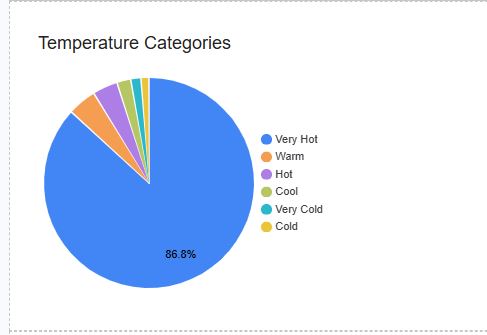 Temperature Categories
Very Hot
Warm
Hot
Cool
Very Cold
Cold
86.8%